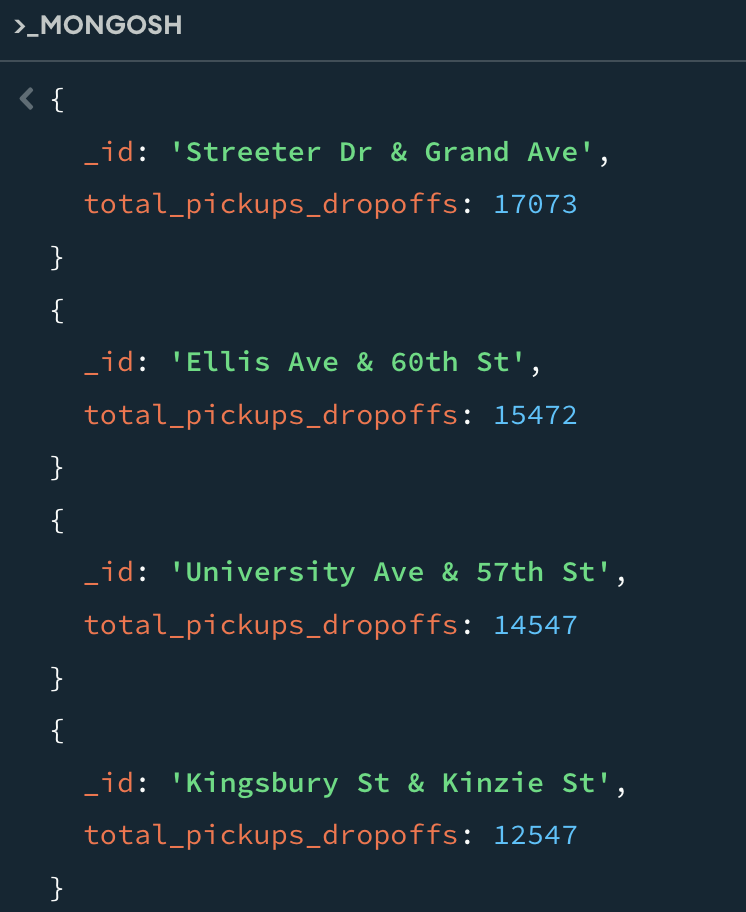 >_MONGOSH
{
_id: 'Streeter Dr & Grand Ave',
total_pickups_dropoffs: 17073
}
{
_id: 'Ellis Ave & 60th St',
total_pickups_dropoffs: 15472
}
{
_id: 'University Ave & 57th St',
total_pickups_dropoffs: 14547
}
{
_id: 'Kingsbury St & Kinzie St',
total_pickups_dropoffs: 12547
}